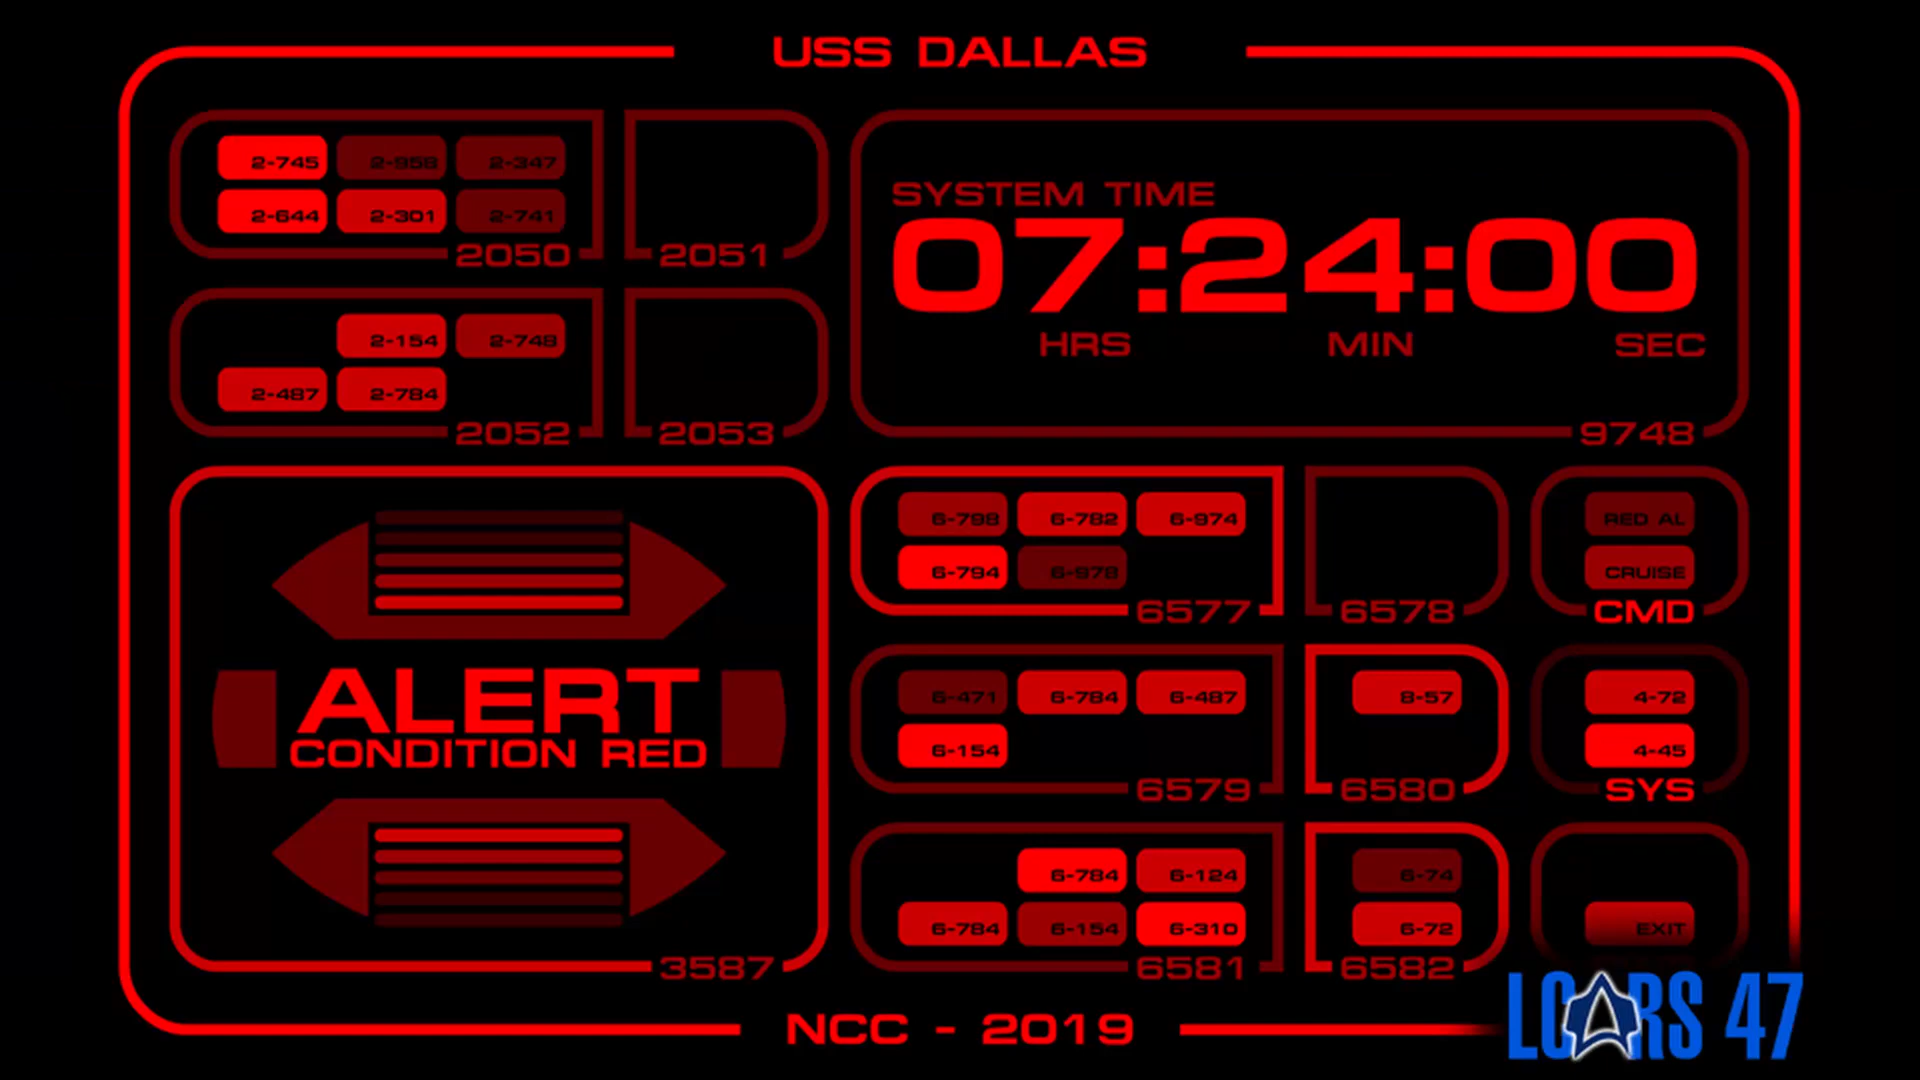 USS DALLAS
2-745 2-958 2-347
2-644 2-301 2-741
2050
2051
2-154 2-748
2-487 2-784
2052
2053
SYSTEM TIME
07:24:00
HRS MIN SEC
9748
ALERT
CONDITION RED
3587
6-798 6-782 6-974
6-794 6-978
6577
6578
RED AL
CRUISE
CMD
6-471 6-784 6-487
6-154
6579
8-57
6580
4-72
4-45
SYS
6-784 6-124
6-784 6-154 6-310
6581
6-74
6-72
6582
EXIT
NCC - 2019
LCARS 47